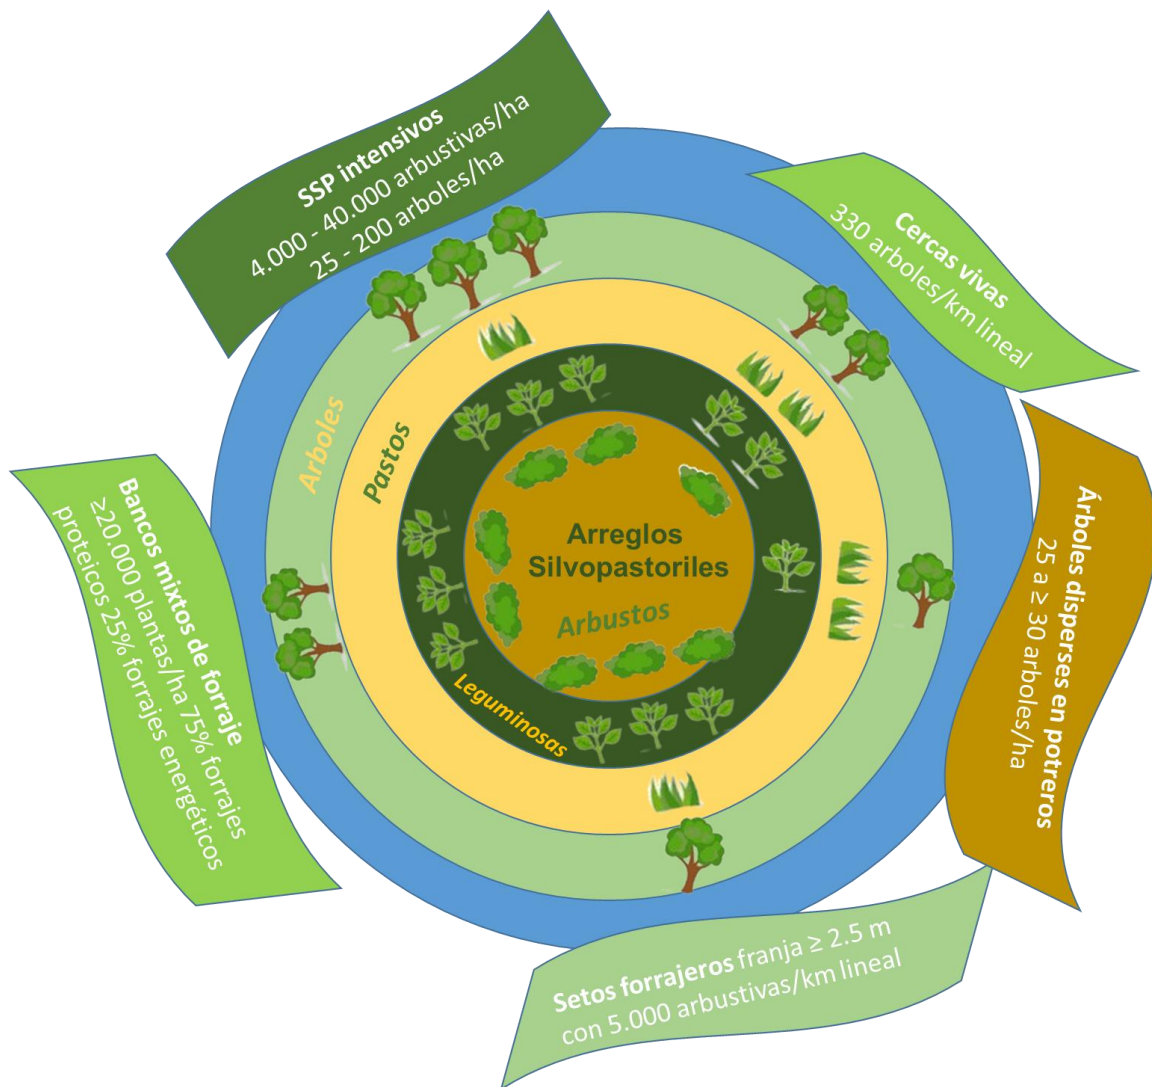 SSP intensivos
4.000 - 40.000 arbustivas/ha
25 - 200 arboles/ha
Cercas vivas
330 arboles/km lineal
Árboles disperses en potreros
25 a ≥ 30 arboles/ha
Setos forrajeros franja ≥ 2.5 m
con 5.000 arbustivas/km lineal
Bancos mixtos de forraje
≥20.000 plantas/ha 75% forrajes
proteicos 25% forrajes energéticos
Arboles
Pastos
Leguminosas
Arreglos
Silvopastoriles
Arbustos